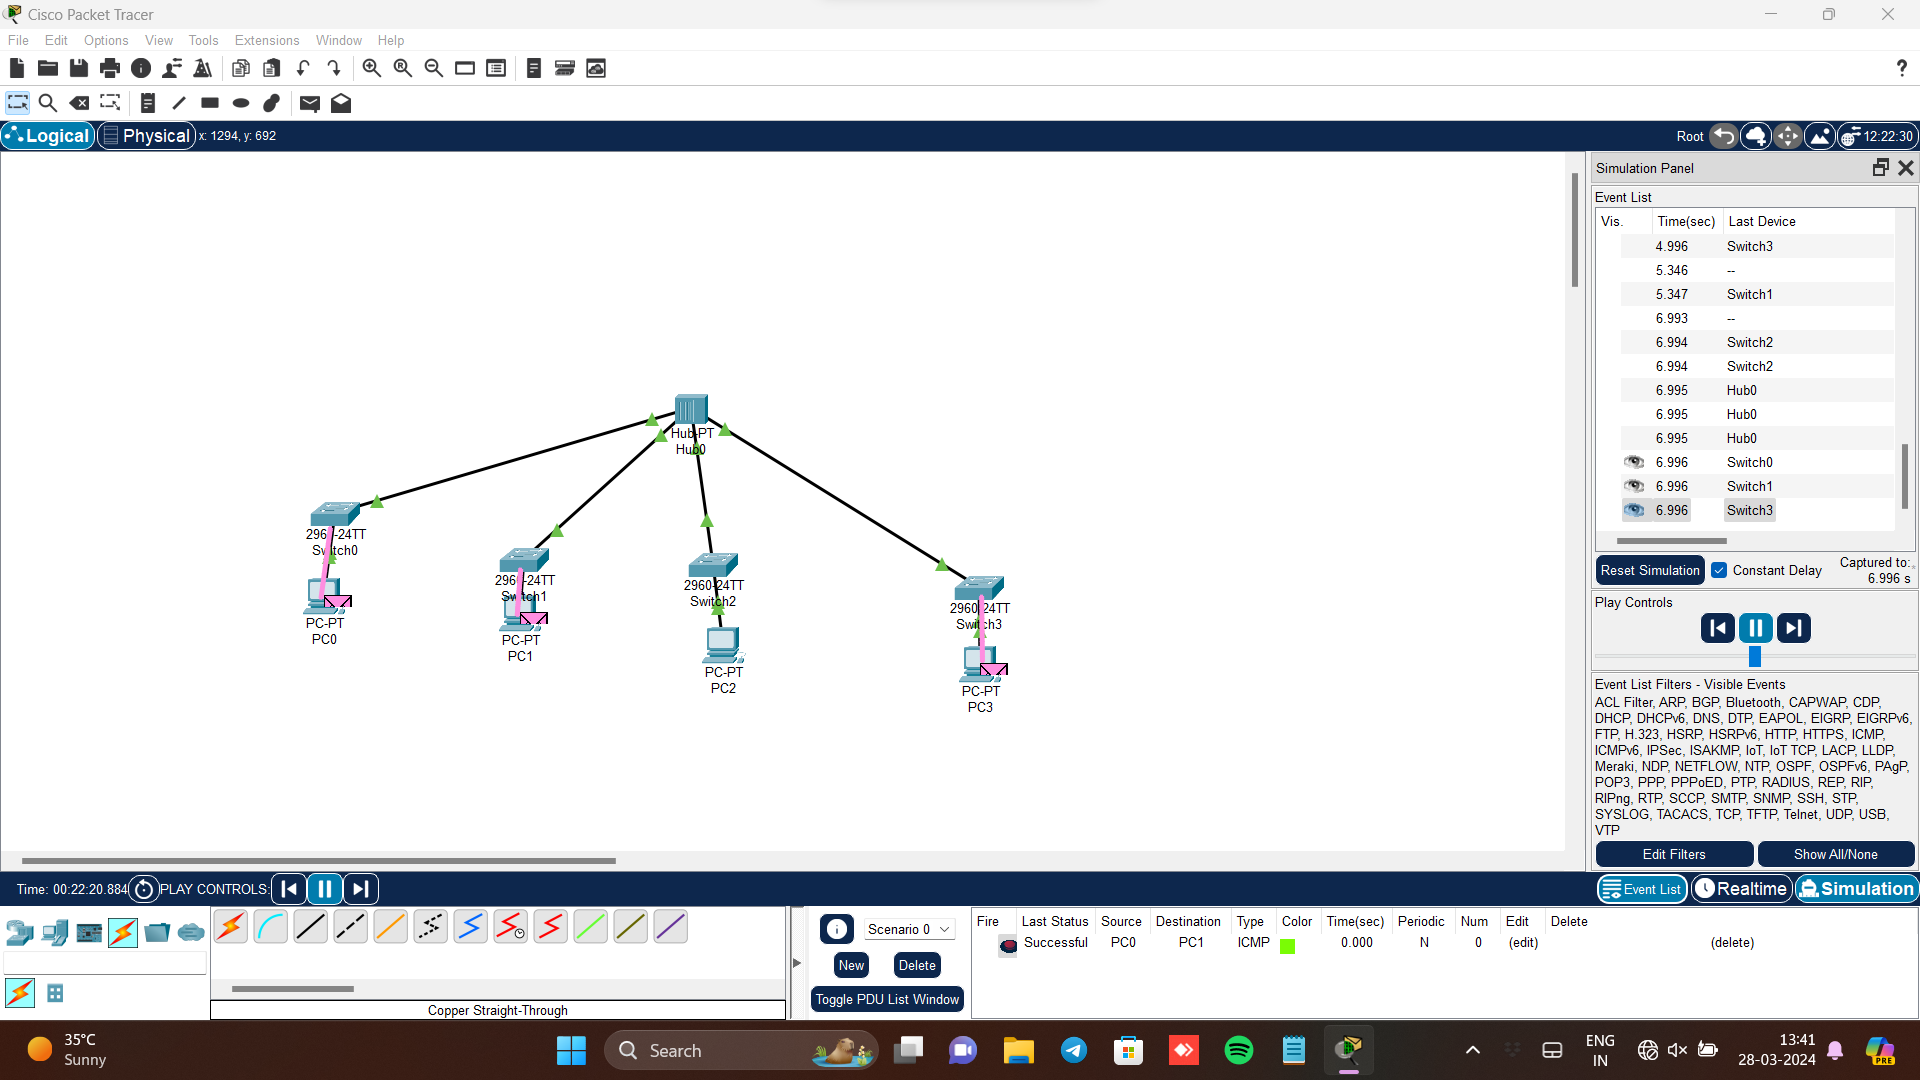 Cisco Packet Tracer
File Edit Options View Tools Extensions Window Help
?
Logical Physical x: 1294, y: 692
Root 12:22:30
Simulation Panel
Event List
Vis. Time(sec) Last Device
4.996 Switch3
5.346 --
5.347 Switch1
6.993 --
6.994 Switch2
6.994 Switch2
6.995 Hub0
6.995 Hub0
6.995 Hub0
6.996 Switch0
6.996 Switch1
6.996 Switch3
Reset Simulation Constant Delay Captured to:
6.996 s
Play Controls
Event List Filters - Visible Events
ACL Filter, ARP, BGP, Bluetooth, CAPWAP, CDP,
DHCP, DHCPv6, DNS, DTP, EAPOL, EIGRP, EIGRPv6,
FTP, H.323, HSRP, HSRPv6, HTTP, HTTPS, ICMP,
ICMPv6, IPSec, ISAKMP, IoT, IoT TCP, LACP, LLDP,
Meraki, NDP, NETFLOW, NTP, OSPF, OSPFv6, PAgP,
POP3, PPP, PPPoED, PTP, RADIUS, REP, RIP,
RIPng, RTP, SCCP, SMTP, SNMP, SSH, STP,
SYSLOG, TACACS, TCP, TFTP, Telnet, UDP, USB,
VTP
Edit Filters Show All/None
Hub-PT
Hub0
2960-24TT
Switch0
PC-PT
PC0
2960-24TT
Switch1
PC-PT
PC1
2960-24TT
Switch2
PC-PT
PC2
2960-24TT
Switch3
PC-PT
PC3
Time: 00:22:20.884 PLAY CONTROLS:
Event List Realtime Simulation
Scenario 0
New Delete
Toggle PDU List Window
Fire Last Status Source Destination Type Color Time(sec) Periodic Num Edit Delete
Successful PC0 PC1 ICMP 0.000 N 0 (edit) (delete)
Copper Straight-Through
35°C
Sunny
Search
ENG
IN
13:41
28-03-2024
PRE